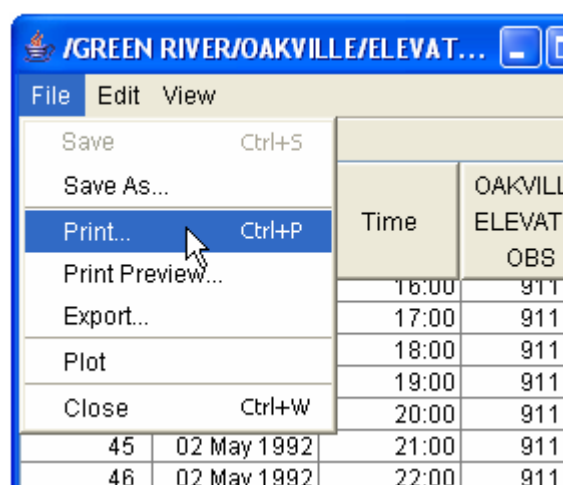 /GREEN RIVER/OAKVILLE/ELEVAT...
File Edit View
Save Ctrl+S
Save As...
Print... Ctrl+P
Print Preview...
Export...
Plot
Close Ctrl+W
Time
OAKVILL
ELEVAT
OBS
16:00 911
17:00 911
18:00 911
19:00 911
20:00 911
45 02 May 1992 21:00 911
46 02 May 1992 22:00 911